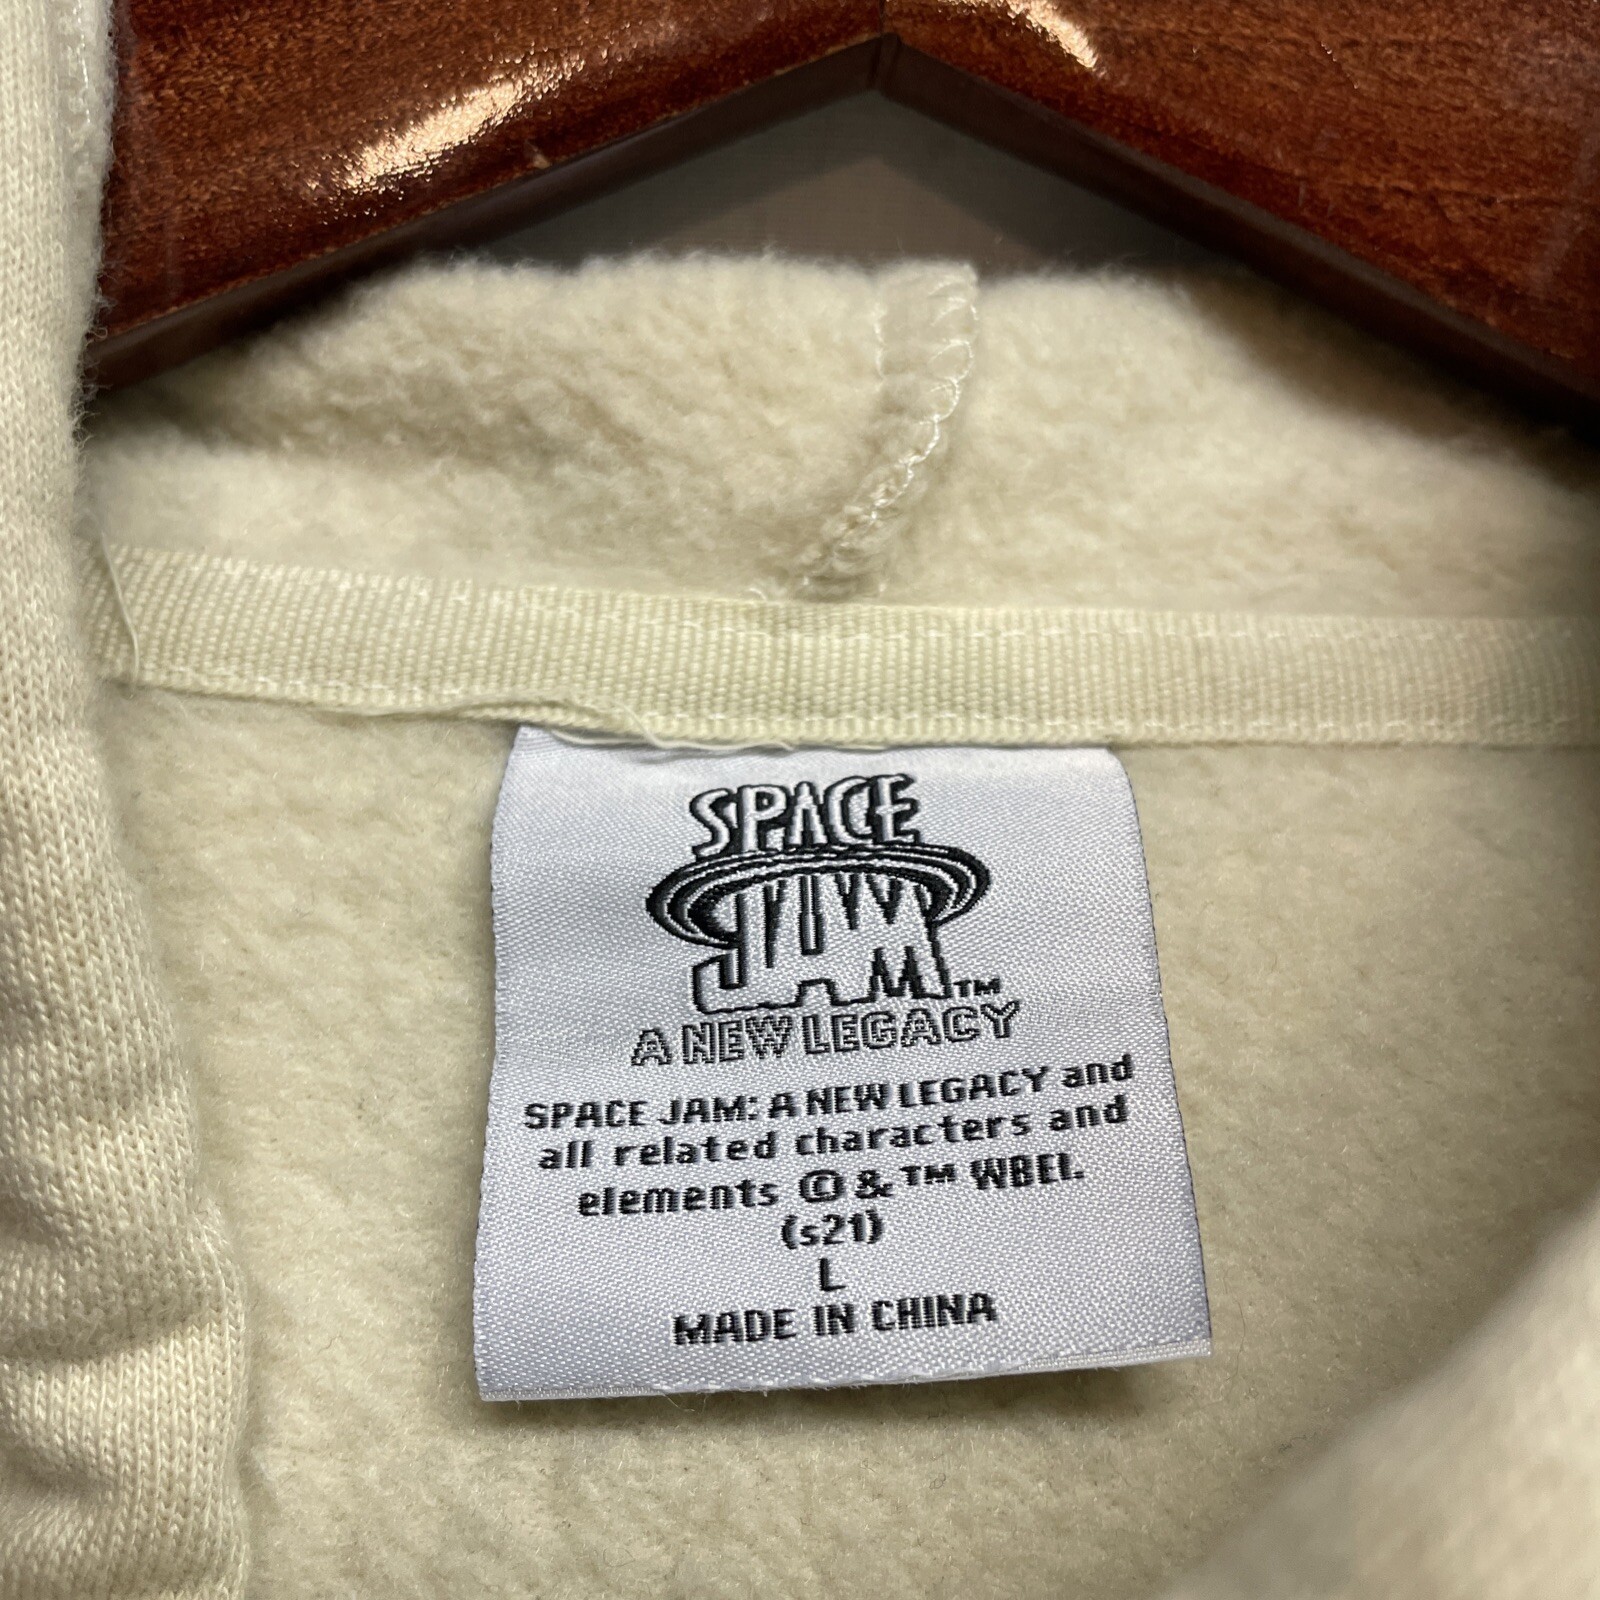 SPACE
JAM™
A NEW LEGACY
SPACE JAM: A NEW LEGACY and
all related characters and
elements © & ™ WBEI.
(s21)
L
MADE IN CHINA